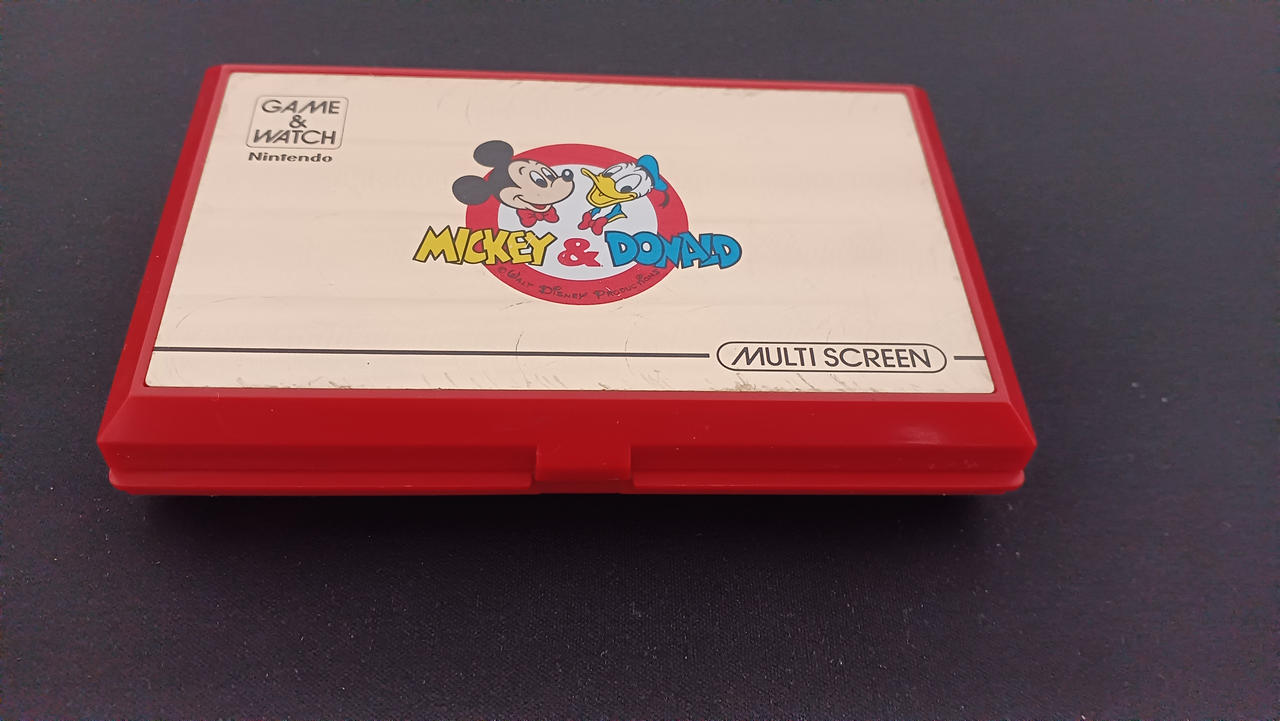 GAME
&
WATCH
Nintendo
MICKEY & DONALD
© WALT DISNEY PRODUCTIONS
MULTI SCREEN